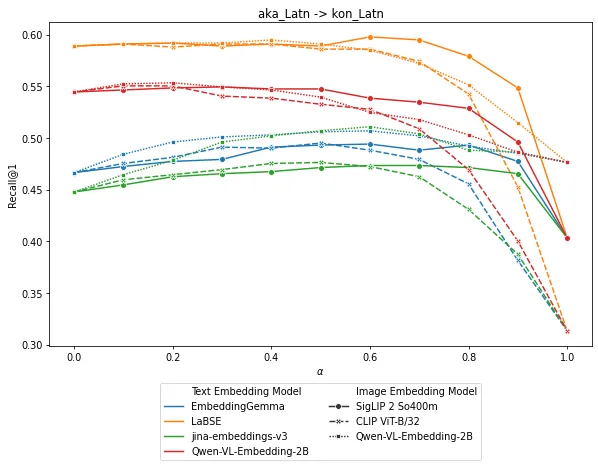 aka_Latn -> kon_Latn
Recall@1
0.60
0.55
0.50
0.45
0.40
0.35
0.30
0.0 0.2 0.4 0.6 0.8 1.0
α
Text Embedding Model
EmbeddingGemma
LaBSE
jina-embeddings-v3
Qwen-VL-Embedding-2B
Image Embedding Model
SigLIP 2 So400m
CLIP ViT-B/32
Qwen-VL-Embedding-2B